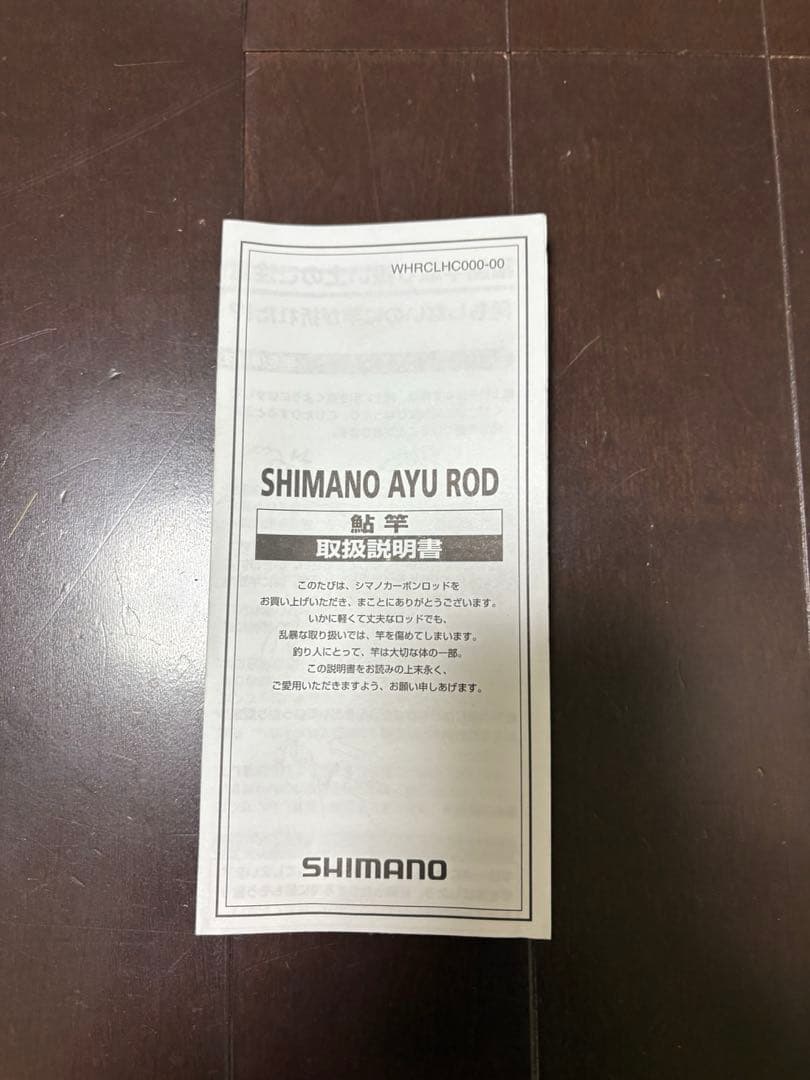 WHRCLHC000-00
SHIMANO AYU ROD
鮎竿
取扱説明書
このたびは、シマノカーボンロッドを
お買い上げいただき、まことにありがとうございます。
いかに軽くて丈夫なロッドでも、
乱暴な取り扱いでは、竿を傷めてしまいます。
釣り人にとって、竿は大切な体の一部。
この説明書をお読みの上末永く、
ご愛用いただきますよう、お願い申しあげます。
SHIMANO